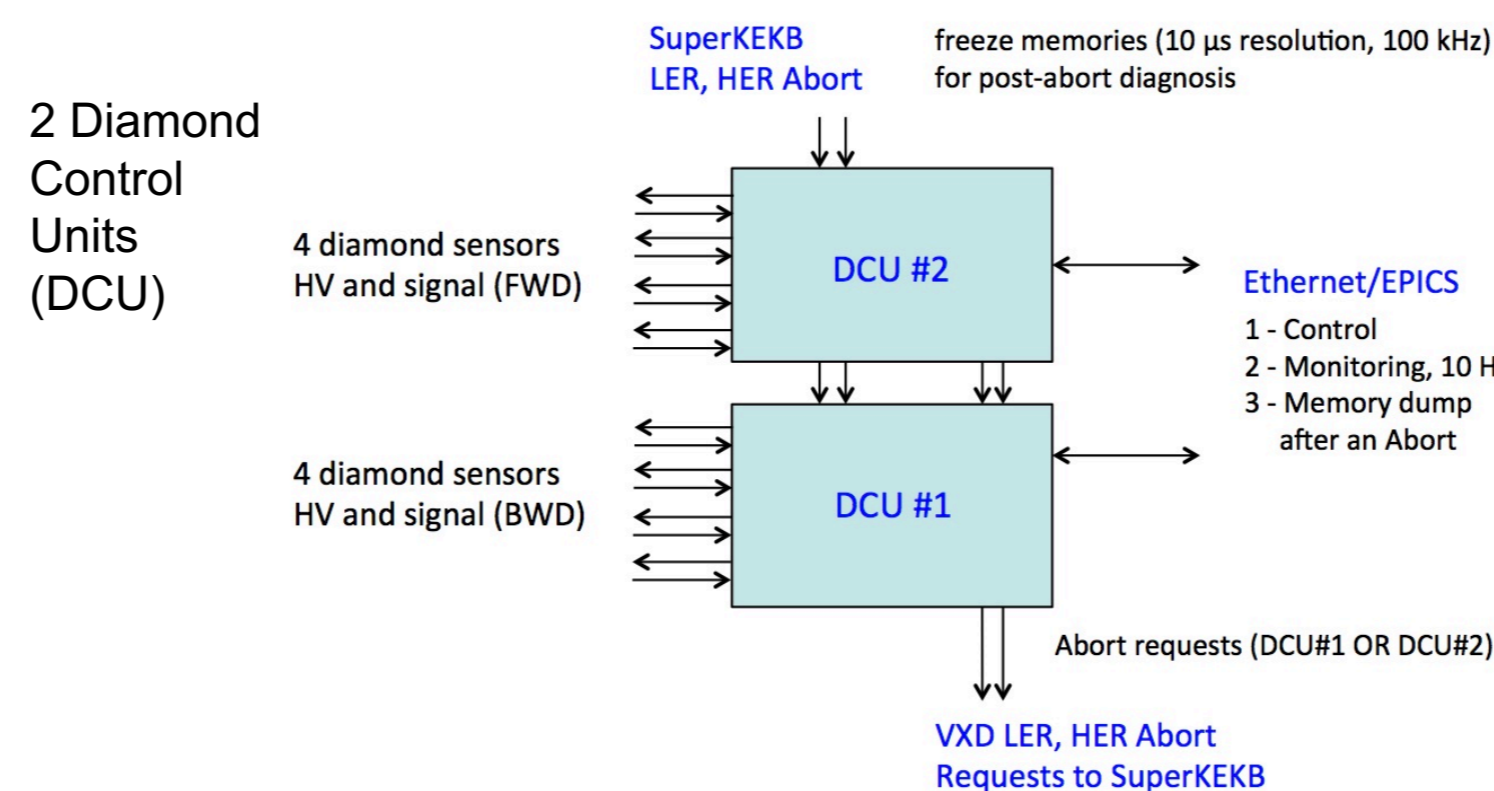 SuperKEKB
LER, HER Abort
freeze memories (10 µs resolution, 100 kHz)
for post-abort diagnosis
2 Diamond
Control
Units
(DCU)
4 diamond sensors
HV and signal (FWD)
DCU #2
Ethernet/EPICS
1 - Control
2 - Monitoring, 10 H
3 - Memory dump
after an Abort
4 diamond sensors
HV and signal (BWD)
DCU #1
Abort requests (DCU#1 OR DCU#2)
VXD LER, HER Abort
Requests to SuperKEKB